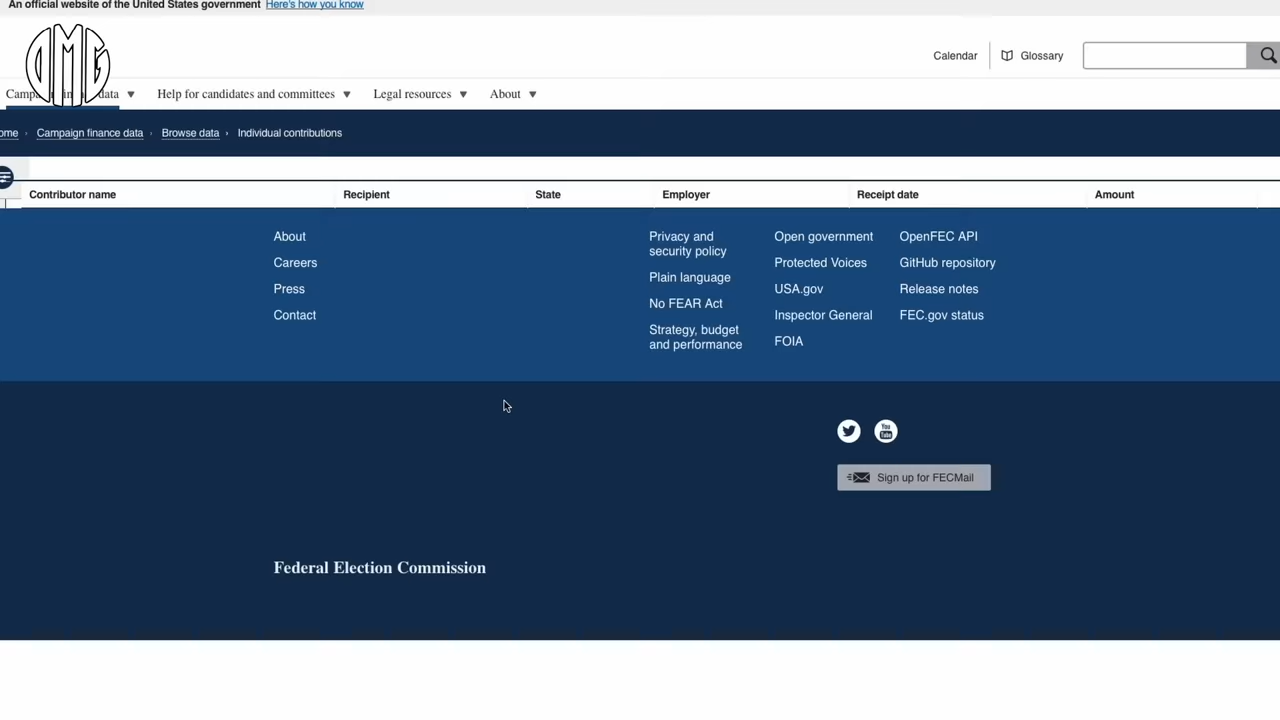 An official website of the United States government Here's how you know
OMG
Calendar Glossary
data
Help for candidates and committees
Legal resources
About
ome Campaign finance data Browse data Individual contributions
Contributor name Recipient State Employer Receipt date Amount
About
Careers
Press
Contact
Privacy and
security policy
Plain language
No FEAR Act
Strategy, budget
and performance
Open government
Protected Voices
USA.gov
Inspector General
FOIA
OpenFEC API
GitHub repository
Release notes
FEC.gov status
You
Tube
Sign up for FECMail
Federal Election Commission